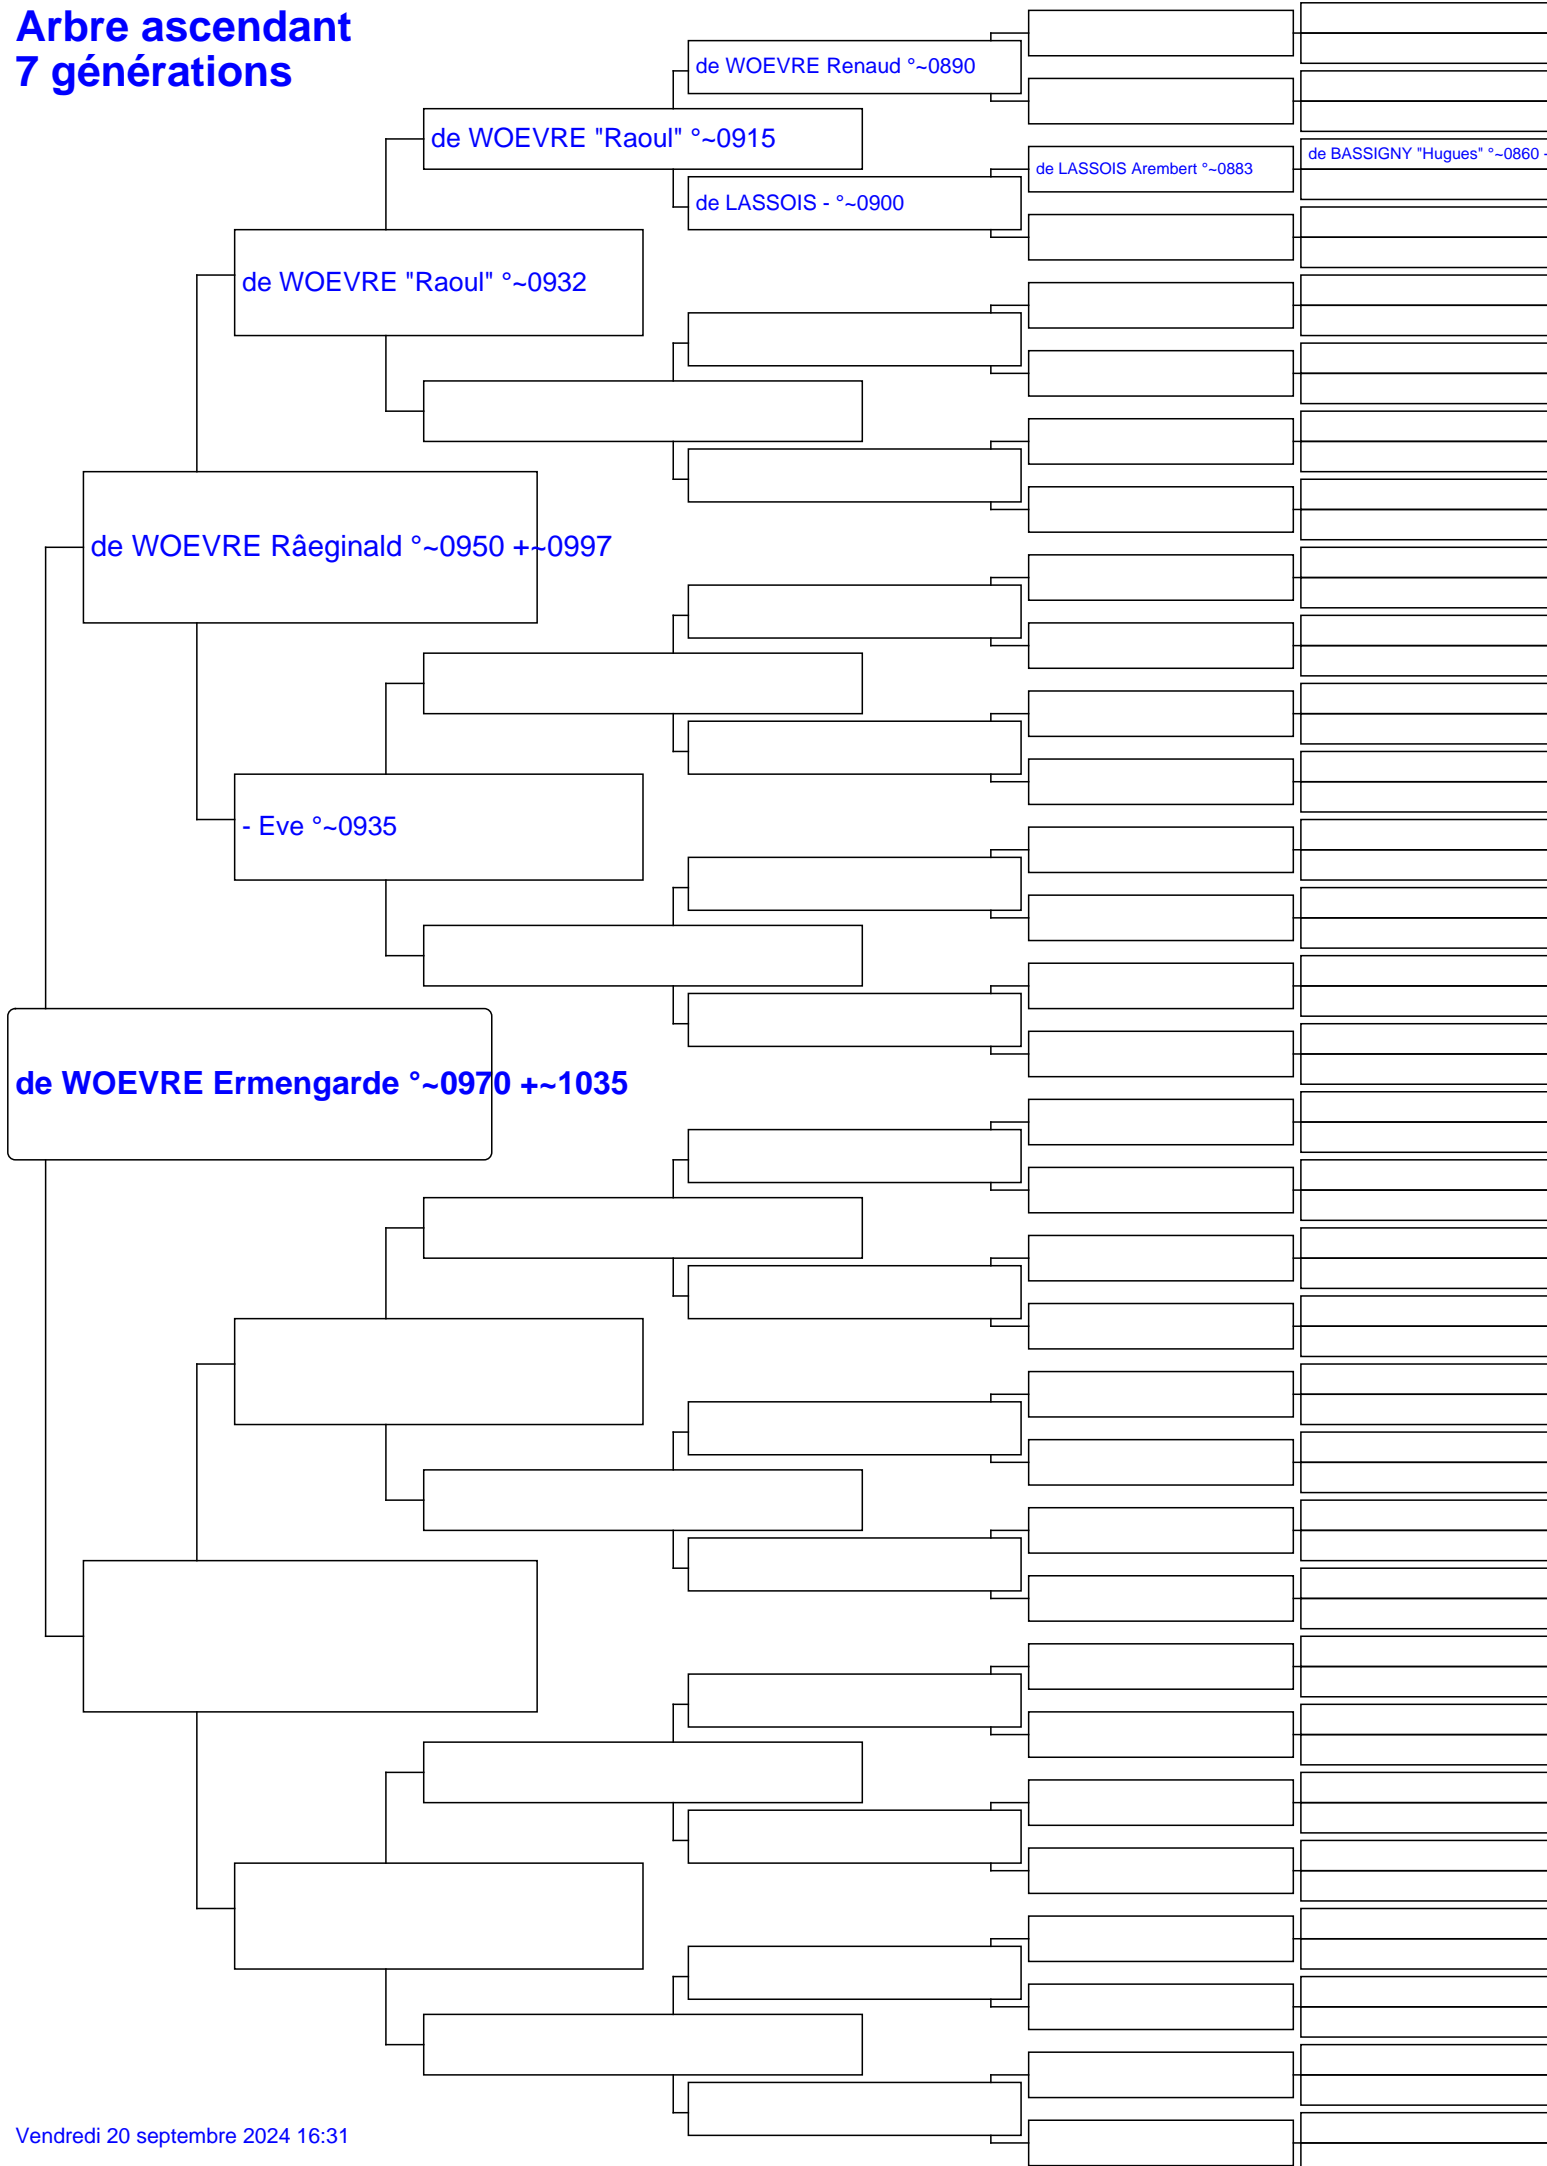 Arbre ascendant
7 générations
de WOEVRE Renaud °~0890
de WOEVRE "Raoul" °~0915
de LASSOIS Arembert °~0883
de BASSIGNY "Hugues" °~0860
de LASSOIS - °~0900
de WOEVRE "Raoul" °~0932
de WOEVRE Râeginald °~0950 +~0997
- Eve °~0935
de WOEVRE Ermengarde °~0970 +~1035
Vendredi 20 septembre 2024 16:31